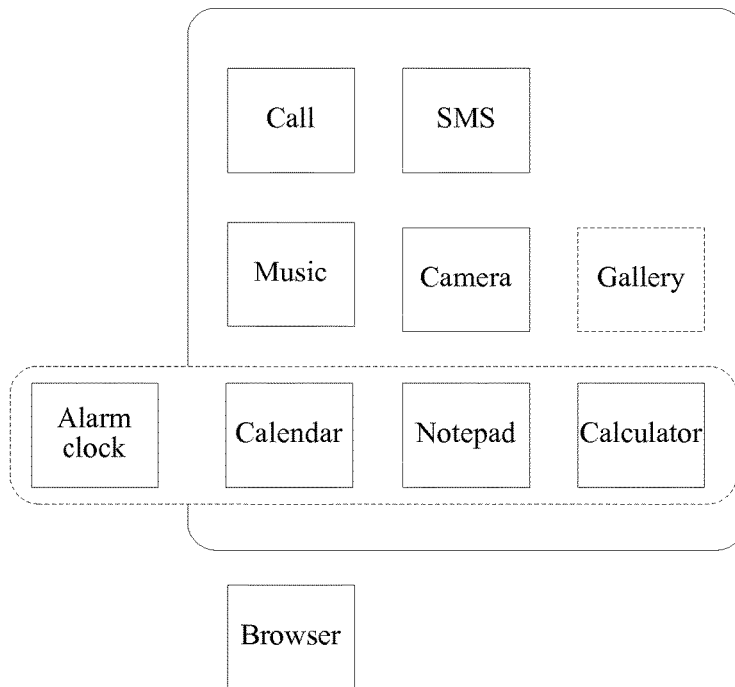 Call
SMS
Music
Camera
Gallery
Alarm
clock
Calendar
Notepad
Calculator
Browser